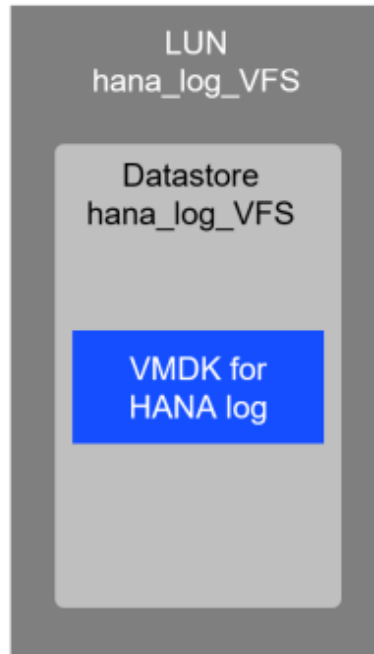 LUN
hana_log_VFS
Datastore
hana_log_VFS
VMDK for
HANA log